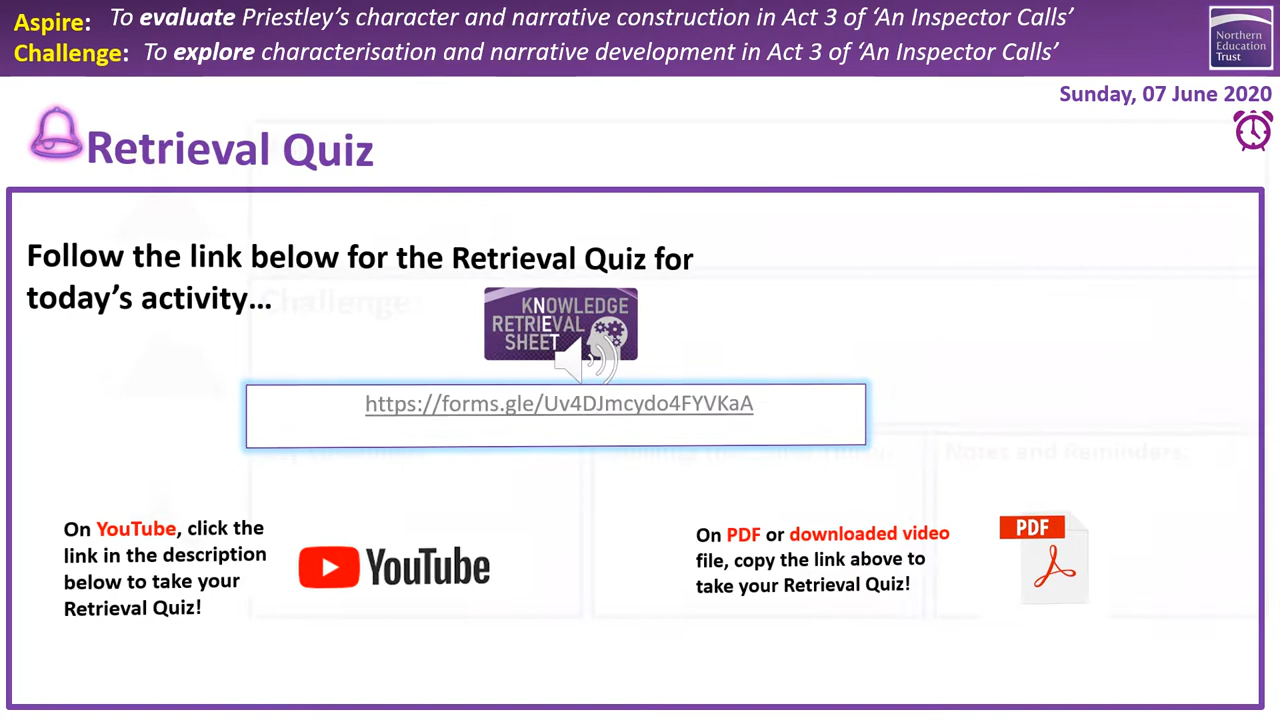 Aspire: To evaluate Priestley’s character and narrative construction in Act 3 of ‘An Inspector Calls’
Challenge: To explore characterisation and narrative development in Act 3 of ‘An Inspector Calls’
Northern
Education
Trust
Sunday, 07 June 2020
Retrieval Quiz
Follow the link below for the Retrieval Quiz for
today’s activity…
Challenge:
KNOWLEDGE
RETRIEVAL
SHEET
https://forms.gle/Uv4DJmcydo4FYVKaA
Notes and Reminders:
On YouTube, click the
link in the description
below to take your
Retrieval Quiz!
YouTube
On PDF or downloaded video
file, copy the link above to
take your Retrieval Quiz!
PDF